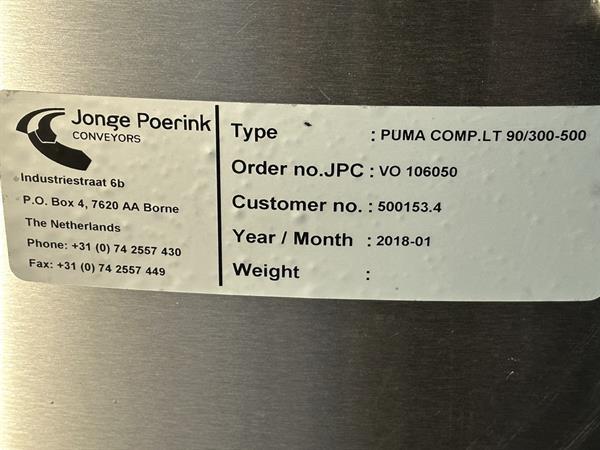 Jonge Poerink
CONVEYORS
Industriestraat 6b
P.O. Box 4, 7620 AA Borne
The Netherlands
Phone: +31 (0) 74 2557 430
Fax: +31 (0) 74 2557 449
Type : PUMA COMP.LT 90/300-500
Order no.JPC : VO 106050
Customer no. : 500153.4
Year / Month : 2018-01
Weight :